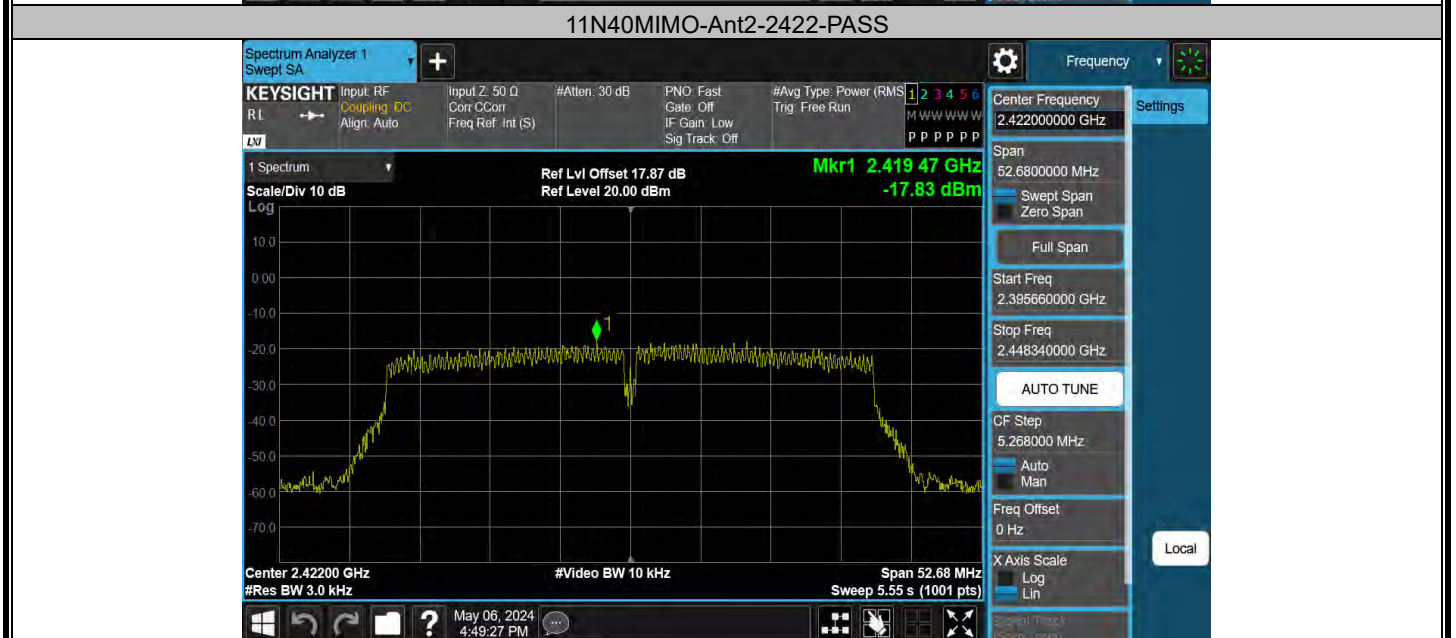 11N40MIMO-Ant2-2422-PASS
Spectrum Analyzer 1
Swept SA
Frequency
KEYSIGHT
RL
LXI
Input: RF
Coupling: DC
Align: Auto
Input Z: 50 Ω
Corr CCorr
Freq Ref: Int (S)
#Atten: 30 dB
PNO: Fast
Gate: Off
IF Gain: Low
Sig Track: Off
#Avg Type: Power (RMS
Trig: Free Run
1 2 3 4 5 6
M W W W W W
P P P P P P
Center Frequency
2.422000000 GHz
Settings
Span
52.6800000 MHz
Swept Span
Zero Span
Full Span
Start Freq
2.395660000 GHz
Stop Freq
2.448340000 GHz
AUTO TUNE
CF Step
5.268000 MHz
Auto
Man
Freq Offset
0 Hz
X Axis Scale
Log
Lin
Signal Track
Local
1 Spectrum
Scale/Div 10 dB
Log
Ref Lvl Offset 17.87 dB
Ref Level 20.00 dBm
Mkr1 2.419 47 GHz
-17.83 dBm
10.0
0.00
-10.0
-20.0
-30.0
-40.0
-50.0
-60.0
-70.0
1
Center 2.42200 GHz
#Res BW 3.0 kHz
#Video BW 10 kHz
Span 52.68 MHz
Sweep 5.55 s (1001 pts)
?
May 06, 2024
4:49:27 PM